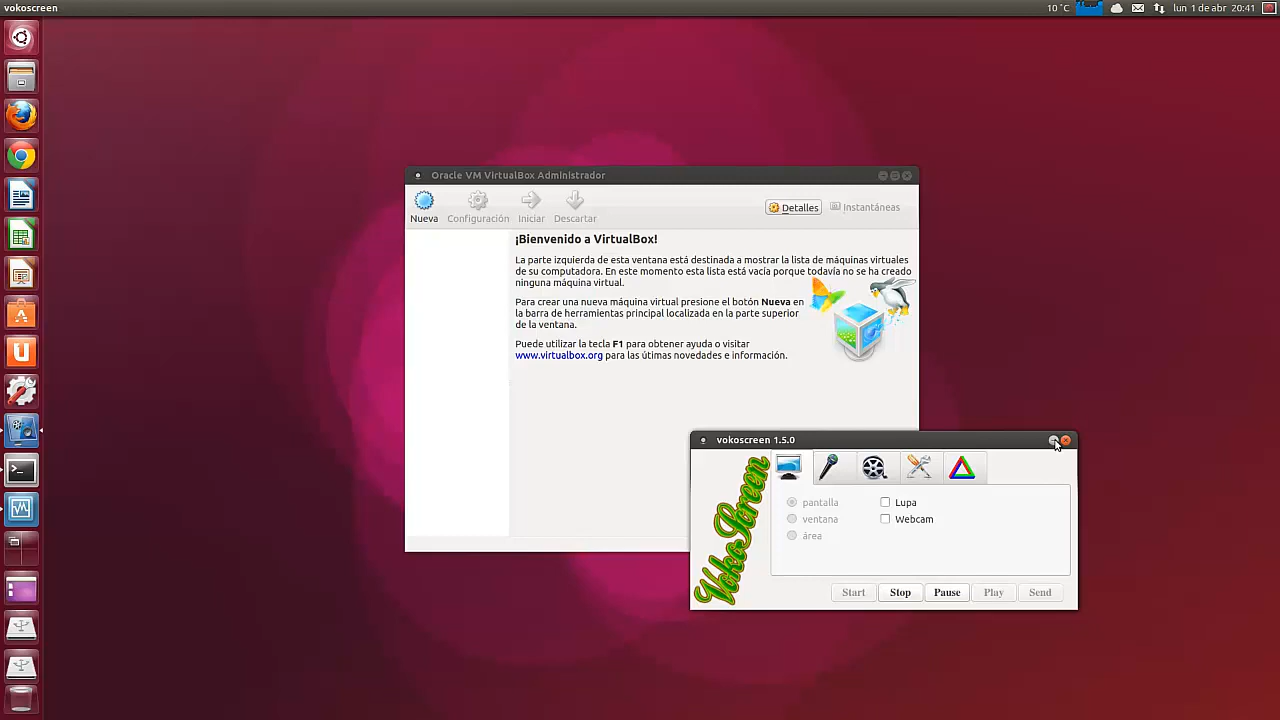 vokoscreen
10 °C
lun 1 de abr 20:41
Oracle VM VirtualBox Administrador
Nueva Configuración Iniciar Descartar
Detalles Instantáneas
¡Bienvenido a VirtualBox!
La parte izquierda de esta ventana está destinada a mostrar la lista de máquinas virtuales
de su computadora. En este momento esta lista está vacía porque todavía no se ha creado
ninguna máquina virtual.
Para crear una nueva máquina virtual presione el botón Nueva en
la barra de herramientas principal localizada en la parte superior
de la ventana.
Puede utilizar la tecla F1 para obtener ayuda o visitar
www.virtualbox.org para las útimas novedades e información.
vokoscreen 1.5.0
VokoScreen
pantalla
ventana
área
Lupa
Webcam
Start Stop Pause Play Send